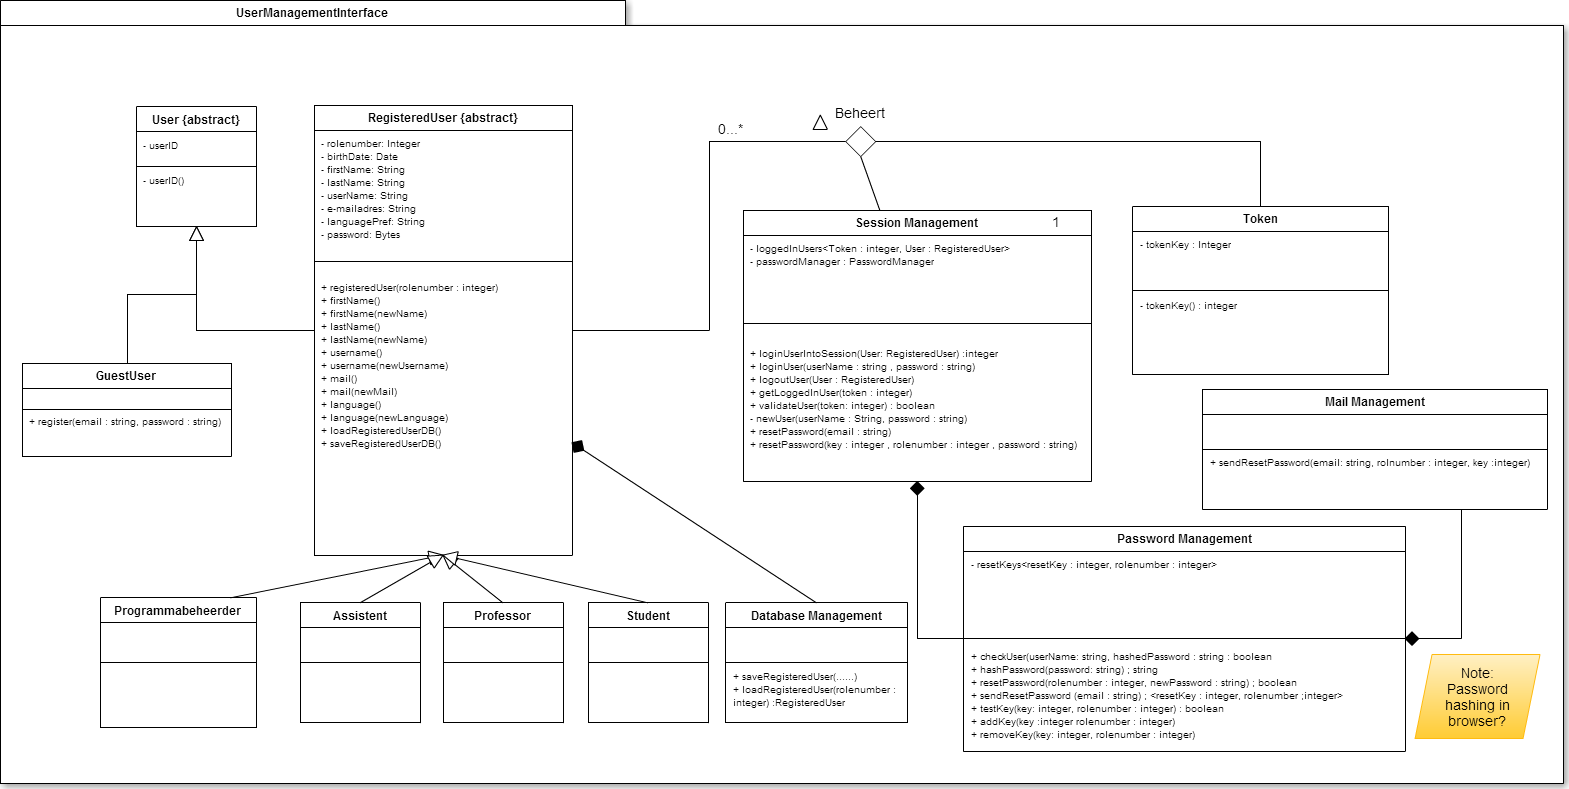 UserManagementInterface
User {abstract}
- userID
- userID()
RegisteredUser {abstract}
- rolenumber: Integer
- birthDate: Date
- firstName: String
- lastName: String
- userName: String
- e-mailadres: String
- languagePref: String
- password: Bytes
+ registeredUser(rolenumber : integer)
+ firstName()
+ firstName(newName)
+ lastName()
+ lastName(newName)
+ username()
+ username(newUsername)
+ mail()
+ mail(newMail)
+ language()
+ language(newLanguage)
+ loadRegisteredUserDB()
+ saveRegisteredUserDB()
0...*
Beheert
Session Management
1
- loggedInUsers<Token : integer, User : RegisteredUser>
- passwordManager : PasswordManager
+ loginUserIntoSession(User: RegisteredUser) :integer
+ loginUser(userName : string , password : string)
+ logoutUser(User : RegisteredUser)
+ getLoggedInUser(token : integer)
+ validateUser(token: integer) : boolean
- newUser(userName : String, password : string)
+ resetPassword(email : string)
+ resetPassword(key : integer , rolenumber : integer , password : string)
Token
- tokenKey : Integer
- tokenKey() : integer
GuestUser
+ register(email : string, password : string)
Mail Management
+ sendResetPassword(email: string, rolnumber : integer, key :integer)
Password Management
- resetKeys<resetKey : integer, rolenumber : integer>
+ checkUser(userName: string, hashedPassword : string : boolean
+ hashPassword(password: string) ; string
+ resetPassword(rolenumber : integer, newPassword : string) ; boolean
+ sendResetPassword (email : string) ; <resetKey : integer, rolenumber ;integer>
+ testKey(key: integer, rolenumber : integer) : boolean
+ addKey(key :integer rolenumber : integer)
+ removeKey(key: integer, rolenumber : integer)
Programmabeheerder
Assistent
Professor
Student
Database Management
+ saveRegisteredUser(......)
+ loadRegisteredUser(rolenumber :
integer) :RegisteredUser
Note:
Password
hashing in
browser?